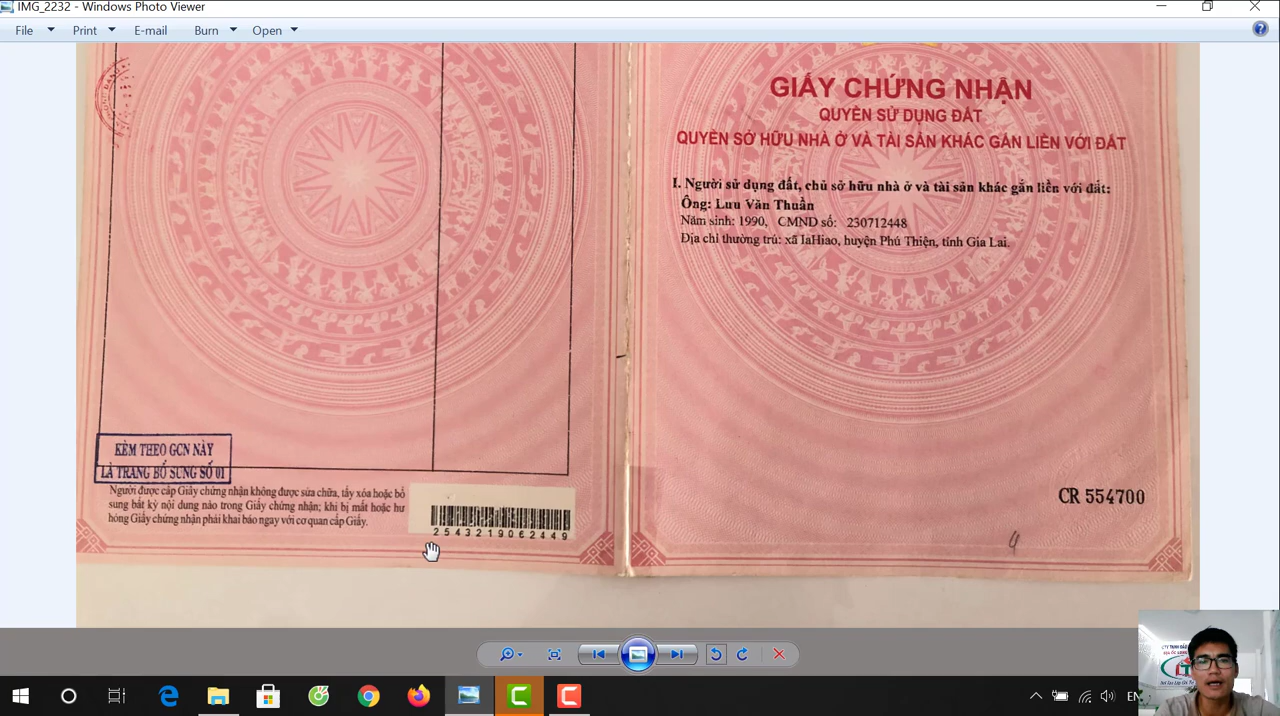 IMG_2232 - Windows Photo Viewer
File Print E-mail Burn Open
GIẤY CHỨNG NHẬN
QUYỀN SỬ DỤNG ĐẤT
QUYỀN SỞ HỮU NHÀ Ở VÀ TÀI SẢN KHÁC GẮN LIỀN VỚI ĐẤT
I. Người sử dụng đất, chủ sở hữu nhà ở và tài sản khác gắn liền với đất:
Ông: Lưu Văn Thuần
Năm sinh: 1990, CMND số: 230712448
Địa chỉ thường trú: xã IaHiao, huyện Phú Thiện, tỉnh Gia Lai.
KÈM THEO GCN NÀY
LÀ TRANG BỔ SUNG SỐ 01
Người được cấp Giấy chứng nhận không được sửa chữa, tẩy xóa hoặc bổ
sung bất kỳ nội dung nào trong Giấy chứng nhận; khi bị mất hoặc hư
hỏng Giấy chứng nhận phải khai báo ngay với cơ quan cấp Giấy.
2543219062449
CR 554700
4